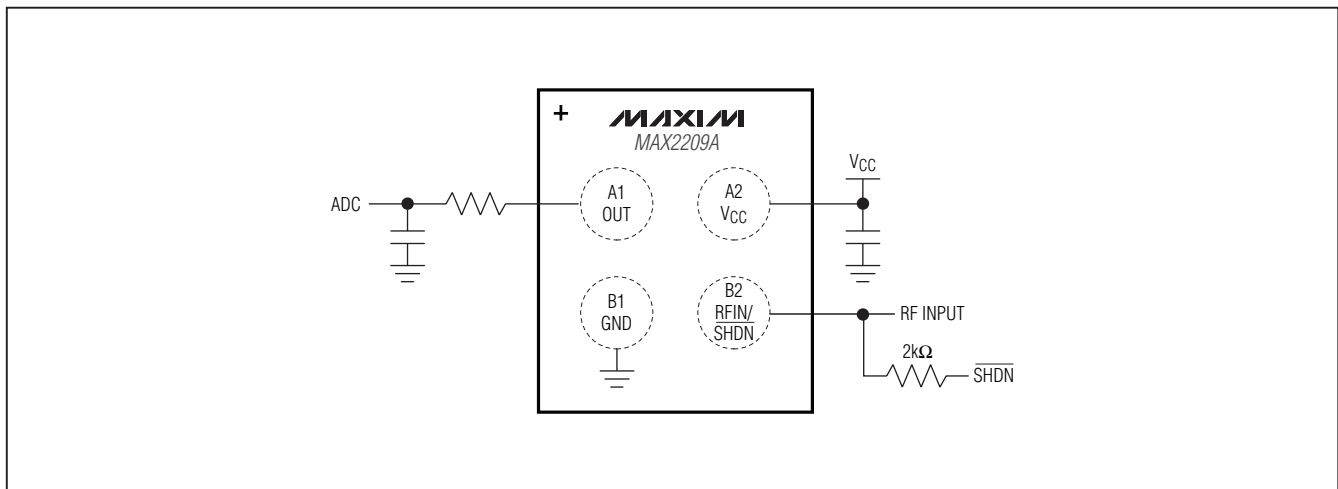 +
MAXIM
MAX2209A
VCC
ADC
A1
OUT
A2
VCC
B1
GND
B2
RFIN/
SHDN
RF INPUT
2kΩ
SHDN